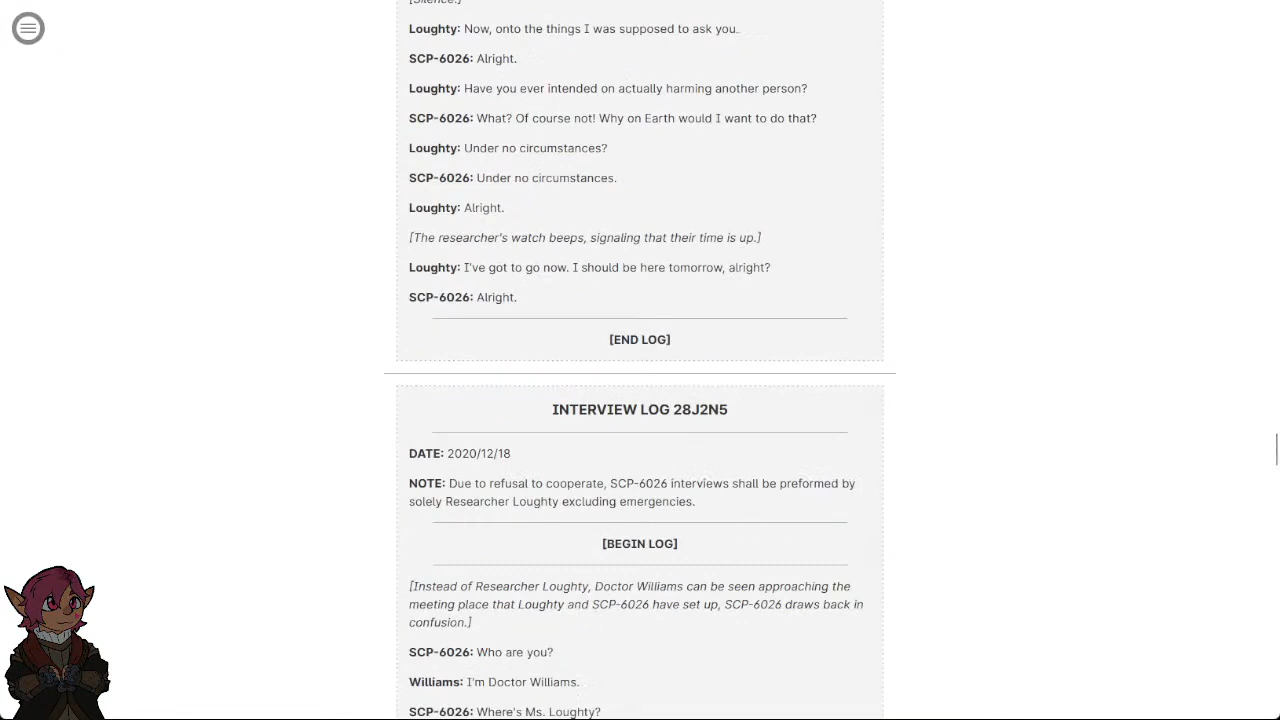 [Silence.]
Loughty: Now, onto the things I was supposed to ask you.
SCP-6026: Alright.
Loughty: Have you ever intended on actually harming another person?
SCP-6026: What? Of course not! Why on Earth would I want to do that?
Loughty: Under no circumstances?
SCP-6026: Under no circumstances.
Loughty: Alright.
[The researcher's watch beeps, signaling that their time is up.]
Loughty: I've got to go now. I should be here tomorrow, alright?
SCP-6026: Alright.
[END LOG]
INTERVIEW LOG 28J2N5
DATE: 2020/12/18
NOTE: Due to refusal to cooperate, SCP-6026 interviews shall be preformed by
solely Researcher Loughty excluding emergencies.
[BEGIN LOG]
[Instead of Researcher Loughty, Doctor Williams can be seen approaching the
meeting place that Loughty and SCP-6026 have set up, SCP-6026 draws back in
confusion.]
SCP-6026: Who are you?
Williams: I'm Doctor Williams.
SCP-6026: Where's Ms. Loughty?